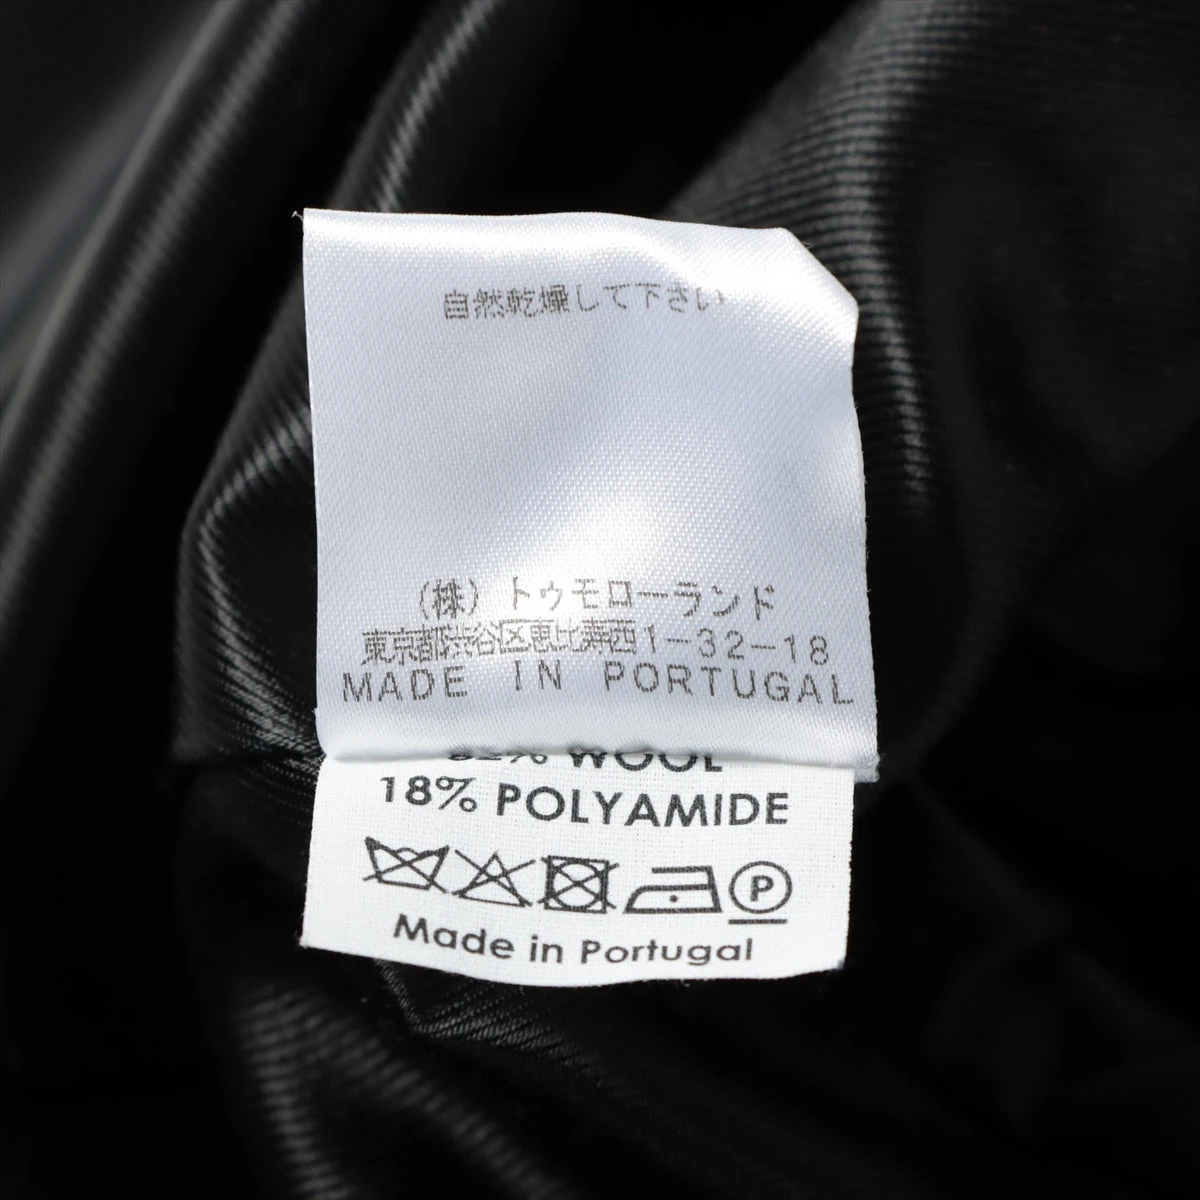 自然乾燥して下さい
(株)トゥモローランド
東京都渋谷区恵比寿西1-32-18
MADE IN PORTUGAL
82% WOOL
18% POLYAMIDE
P
Made in Portugal